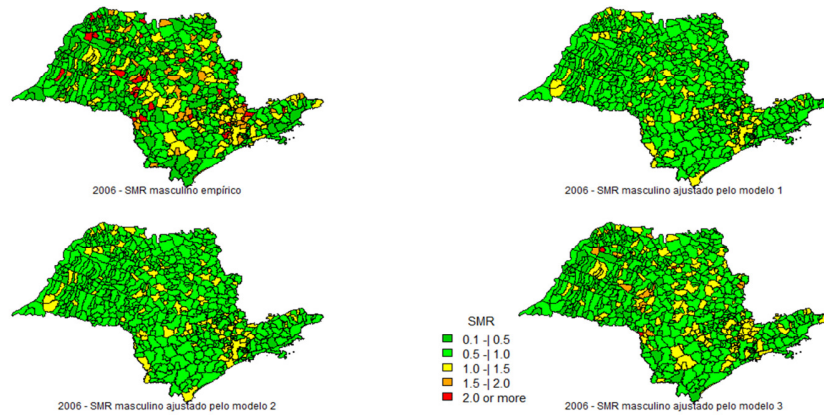 2006 - SMR masculino empírico
2006 - SMR masculino ajustado pelo modelo 1
SMR
0.1 -| 0.5
0.5 -| 1.0
1.0 -| 1.5
1.5 -| 2.0
2.0 or more
2006 - SMR masculino ajustado pelo modelo 2
2006 - SMR masculino ajustado pelo modelo 3